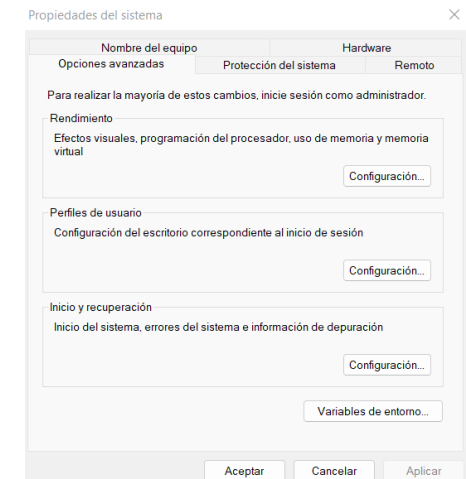 Propiedades del sistema
Nombre del equipo
Hardware
Opciones avanzadas
Protección del sistema
Remoto
Para realizar la mayoría de estos cambios, inicie sesión como administrador.
Rendimiento
Efectos visuales, programación del procesador, uso de memoria y memoria
virtual
Configuración...
Perfiles de usuario
Configuración del escritorio correspondiente al inicio de sesión
Configuración...
Inicio y recuperación
Inicio del sistema, errores del sistema e información de depuración
Configuración...
Variables de entorno...
Aceptar
Cancelar
Aplicar